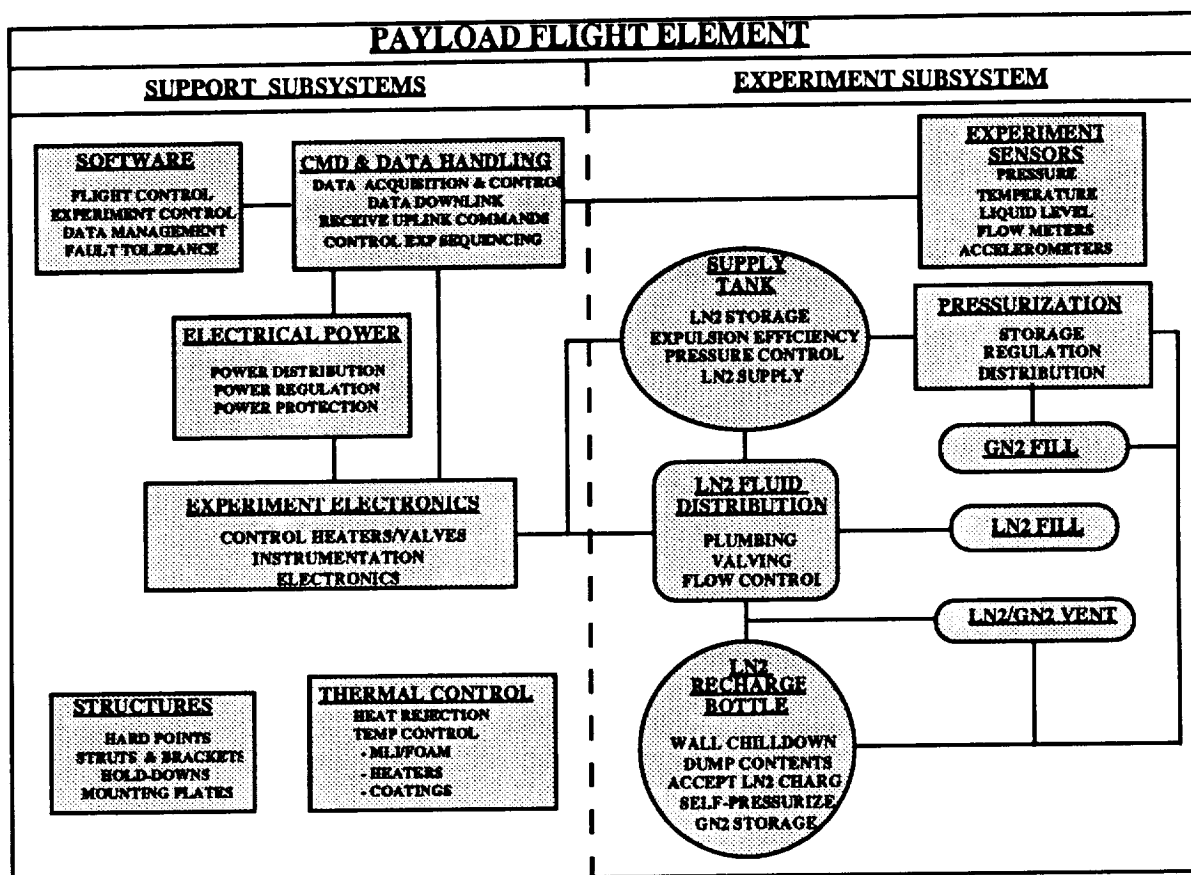 PAYLOAD FLIGHT ELEMENT
SUPPORT SUBSYSTEMS
EXPERIMENT SUBSYSTEM
SOFTWARE
FLIGHT CONTROL
EXPERIMENT CONTROL
DATA MANAGEMENT
FAULT TOLERANCE
CMD & DATA HANDLING
DATA ACQUISITION & CONTROL
DATA DOWNLINK
RECEIVE UPLINK COMMANDS
CONTROL EXP SEQUENCING
EXPERIMENT
SENSORS
PRESSURE
TEMPERATURE
LIQUID LEVEL
FLOW METERS
ACCELEROMETERS
ELECTRICAL POWER
POWER DISTRIBUTION
POWER REGULATION
POWER PROTECTION
SUPPLY
TANK
LN2 STORAGE
EXPULSION EFFICIENCY
PRESSURE CONTROL
LN2 SUPPLY
PRESSURIZATION
STORAGE
REGULATION
DISTRIBUTION
GN2 FILL
EXPERIMENT ELECTRONICS
CONTROL HEATERS/VALVES
INSTRUMENTATION
ELECTRONICS
LN2 FLUID
DISTRIBUTION
PLUMBING
VALVING
FLOW CONTROL
LN2 FILL
LN2/GN2 VENT
STRUCTURES
HARD POINTS
STRUTS & BRACKETS
HOLD-DOWNS
MOUNTING PLATES
THERMAL CONTROL
HEAT REJECTION
TEMP CONTROL
- MLI/FOAM
- HEATERS
- COATINGS
LN2
RECHARGE
BOTTLE
WALL CHILLDOWN
DUMP CONTENTS
ACCEPT LN2 CHARG
SELF-PRESSURIZE
GN2 STORAGE